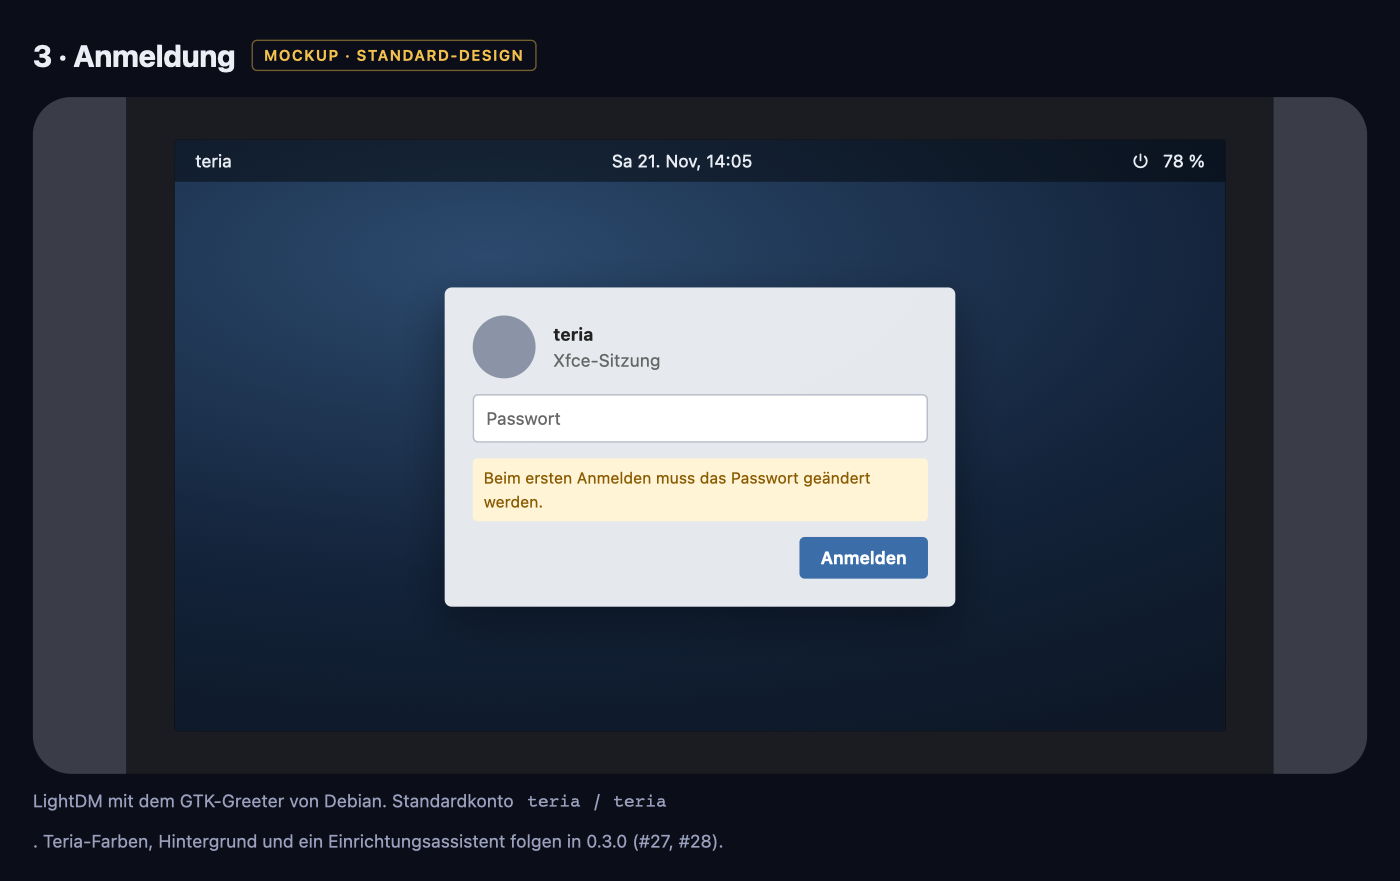 3 · Anmeldung
MOCKUP · STANDARD-DESIGN
teria
Sa 21. Nov, 14:05
78 %
teria
Xfce-Sitzung
Passwort
Beim ersten Anmelden muss das Passwort geändert
werden.
Anmelden
LightDM mit dem GTK-Greeter von Debian. Standardkonto teria / teria
. Teria-Farben, Hintergrund und ein Einrichtungsassistent folgen in 0.3.0 (#27, #28).